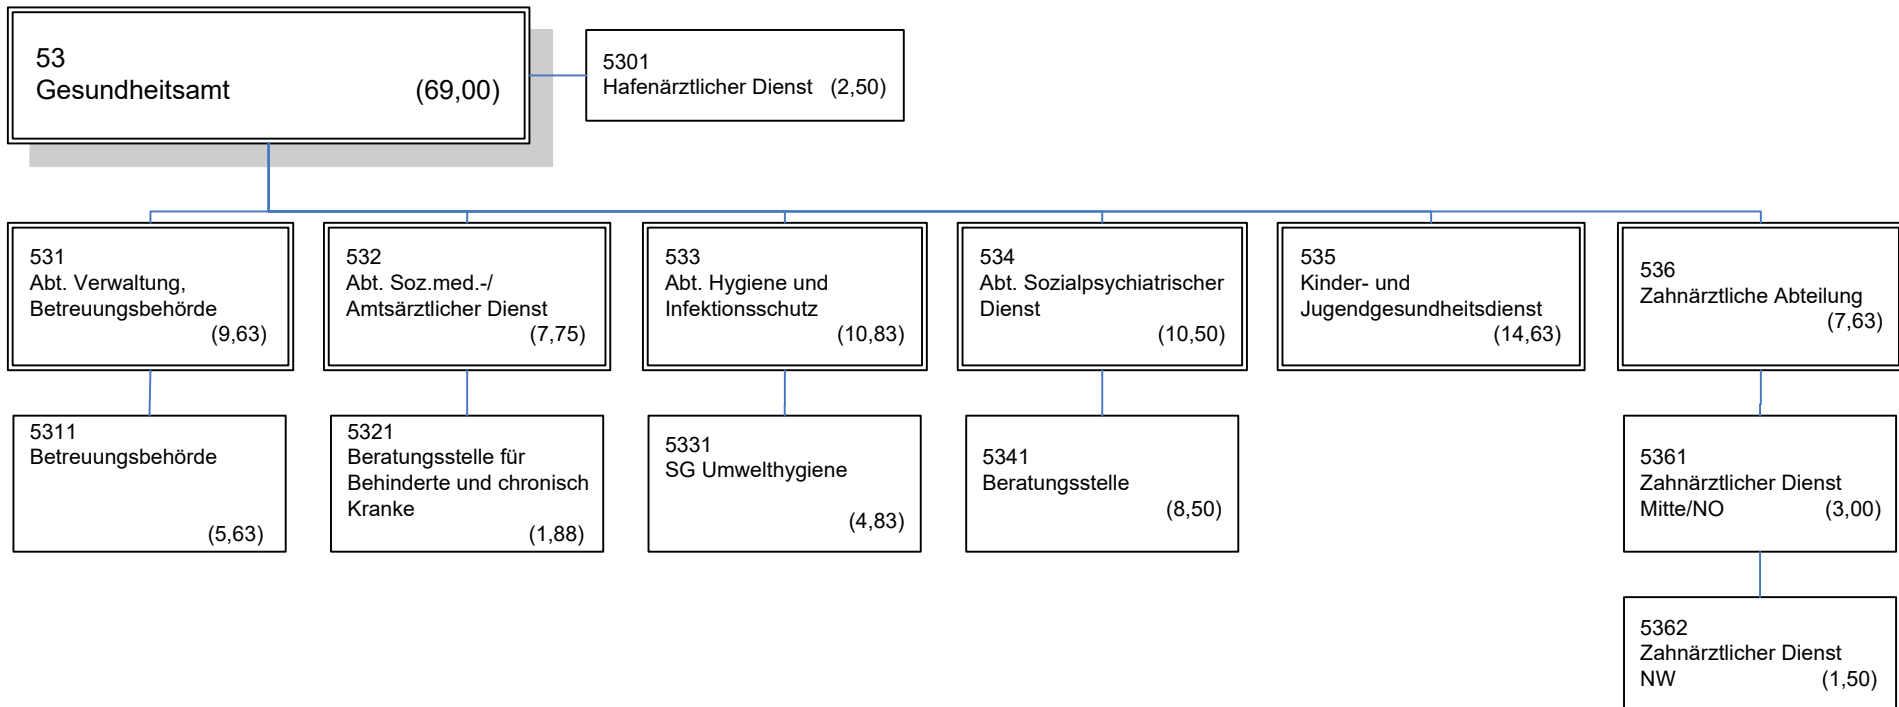 53
Gesundheitsamt (69,00)
5301
Hafenärztlicher Dienst (2,50)
531
Abt. Verwaltung,
Betreuungsbehörde
(9,63)
532
Abt. Soz.med.-/
Amtsärztlicher Dienst
(7,75)
533
Abt. Hygiene und
Infektionsschutz
(10,83)
534
Abt. Sozialpsychiatrischer
Dienst
(10,50)
535
Kinder- und
Jugendgesundheitsdienst
(14,63)
536
Zahnärztliche Abteilung
(7,63)
5311
Betreuungsbehörde
(5,63)
5321
Beratungsstelle für
Behinderte und chronisch
Kranke
(1,88)
5331
SG Umwelthygiene
(4,83)
5341
Beratungsstelle
(8,50)
5361
Zahnärztlicher Dienst
Mitte/NO (3,00)
5362
Zahnärztlicher Dienst
NW (1,50)